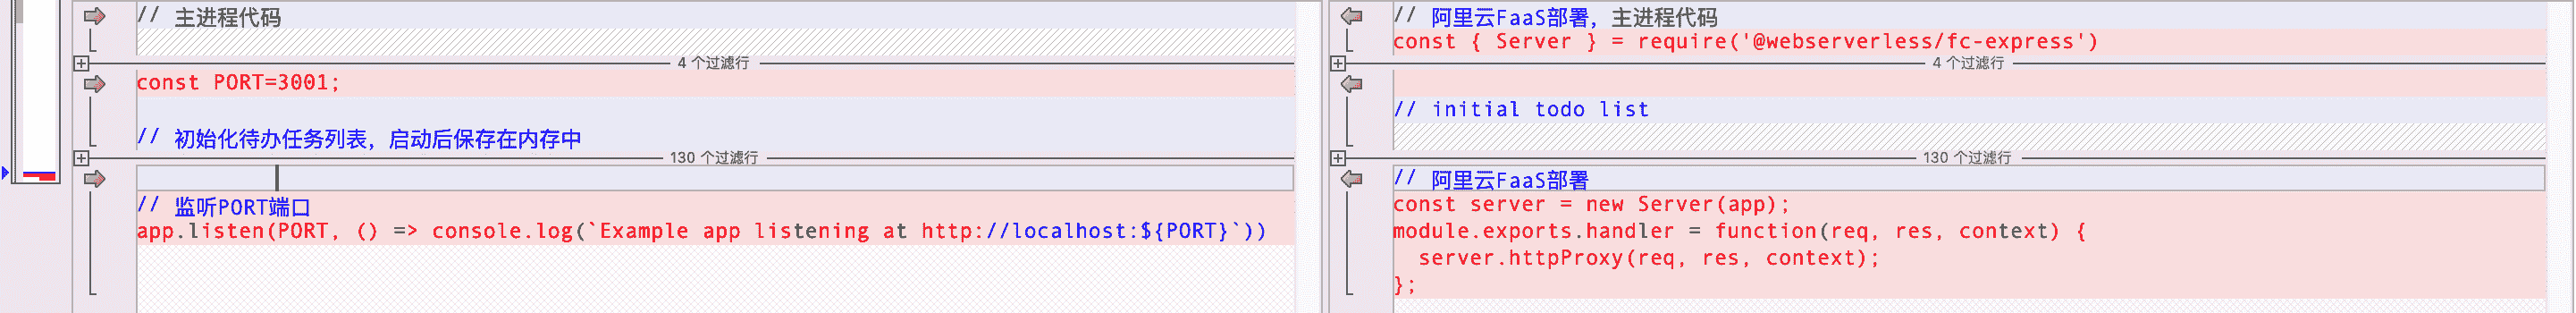 // 主进程代码
4 个过滤行
const PORT=3001;
// 初始化待办任务列表，启动后保存在内存中
130 个过滤行
// 监听PORT端口
app.listen(PORT, () => console.log(`Example app listening at http://localhost:${PORT}`))
// 阿里云FaaS部署，主进程代码
const { Server } = require('@webserverless/fc-express')
4 个过滤行
// initial todo list
130 个过滤行
// 阿里云FaaS部署
const server = new Server(app);
module.exports.handler = function(req, res, context) {
  server.httpProxy(req, res, context);
};